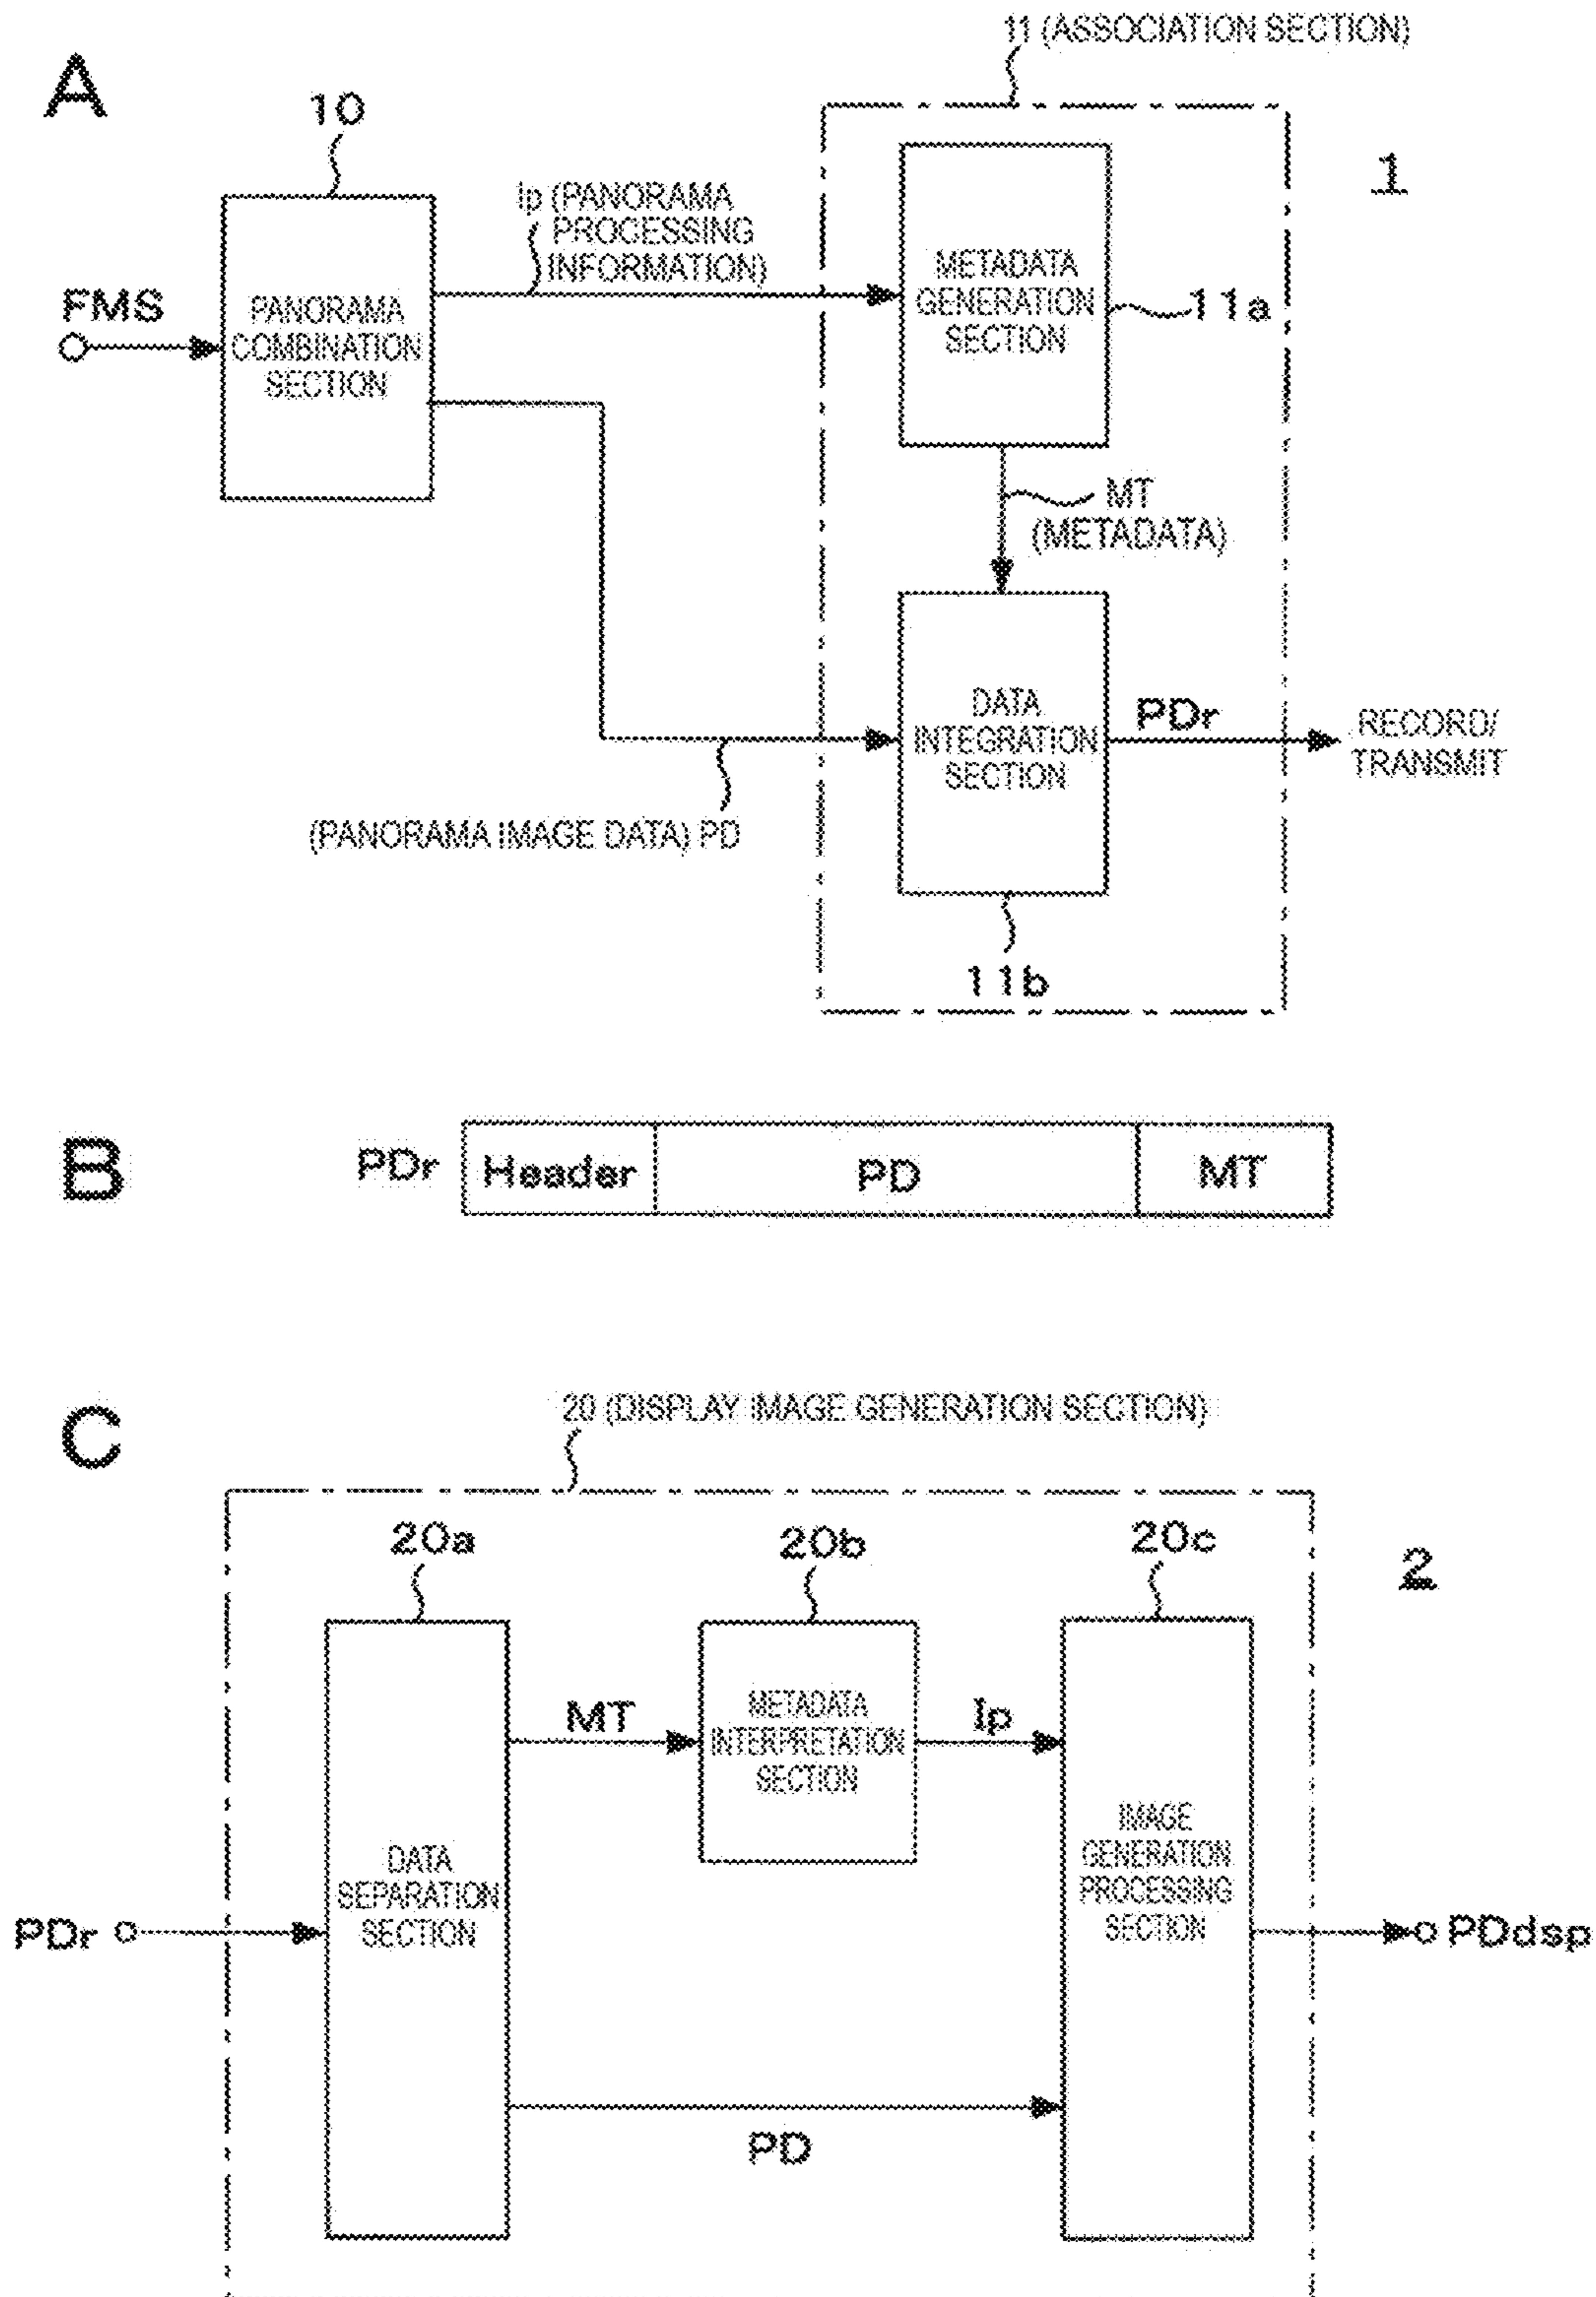 11 (ASSOCIATION SECTION)
A
10
1
Ip (PANORAMA
PROCESSING
INFORMATION)
METADATA
GENERATION
SECTION
11a
FMS
PANORAMA
COMBINATION
SECTION
MT
(METADATA)
DATA
INTEGRATION
SECTION
PDr
RECORD/
TRANSMIT
(PANORAMA IMAGE DATA) PD
11b
B
PDr
Header
PD
MT
C
20 (DISPLAY IMAGE GENERATION SECTION)
20a
20b
20c
2
MT
METADATA
INTERPRETATION
SECTION
Ip
IMAGE
GENERATION
PROCESSING
SECTION
DATA
SEPARATION
SECTION
PDr
PDdsp
PD